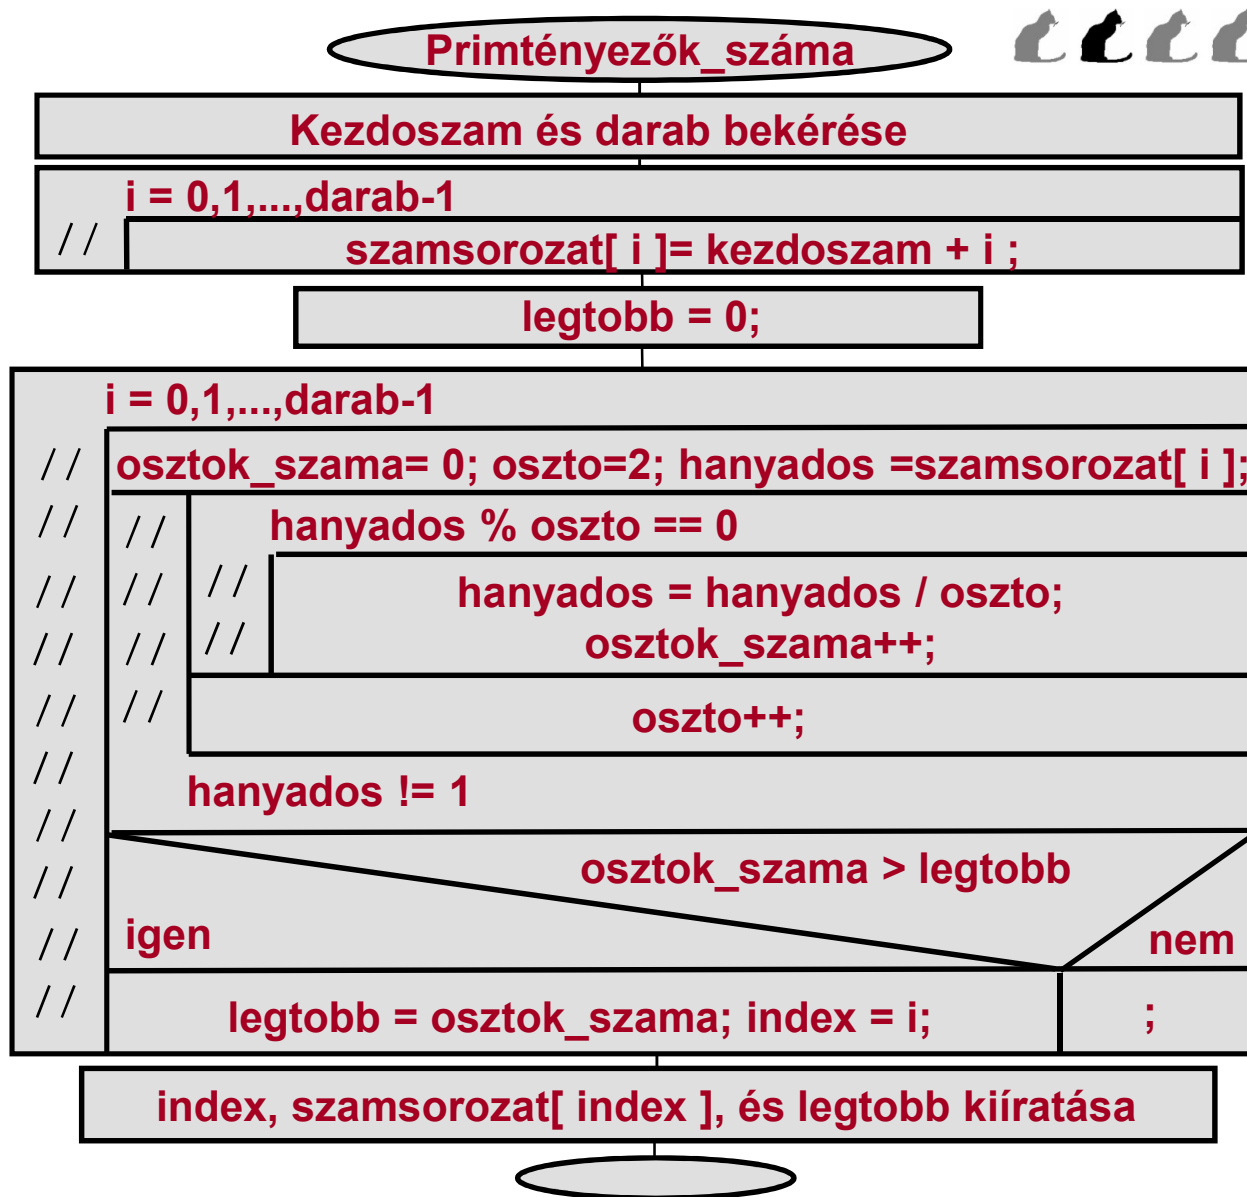 Primtényezők_száma
Kezdoszam és darab bekérése
i = 0,1,...,darab-1
//
szamsorozat[ i ]= kezdoszam + i ;
legtobb = 0;
i = 0,1,...,darab-1
// osztok_szama= 0; oszto=2; hanyados =szamsorozat[ i ];
// // hanyados % oszto == 0
// // // hanyados = hanyados / oszto;
// // // osztok_szama++;
// // oszto++;
//
hanyados != 1
//
// osztok_szama > legtobb
// igen nem
// legtobb = osztok_szama; index = i; ;
index, szamsorozat[ index ], és legtobb kiíratása